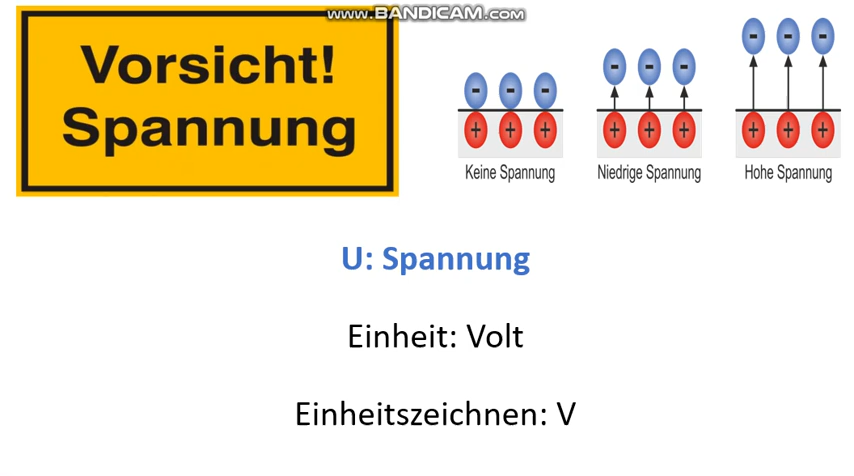 www.BANDICAM.com
Vorsicht!
Spannung
- - -
+ + +
Keine Spannung
- - -
+ + +
Niedrige Spannung
- - -
+ + +
Hohe Spannung
U: Spannung
Einheit: Volt
Einheitszeichnen: V